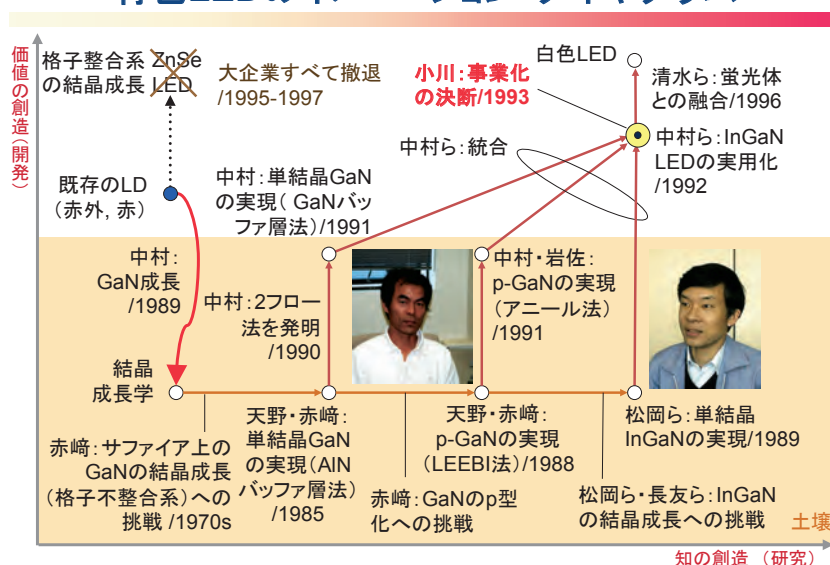 価値の創造(開発)
格子整合系 ZnSe
の結晶成長 LED
大企業すべて撤退
/1995-1997
小川:事業化
の決断/1993
白色LED
清水ら:蛍光体
との融合/1996
中村ら:統合
中村ら:InGaN
LEDの実用化
/1992
既存のLD
(赤外, 赤)
中村:単結晶GaN
の実現( GaNバッ
ファ層法)/1991
中村:
GaN成長
/1989
中村:2フロー
法を発明
/1990
中村・岩佐:
p-GaNの実現
(アニール法)
/1991
結晶
成長学
赤﨑:サファイア上の
GaNの結晶成長
(格子不整合系)への
挑戦 /1970s
天野・赤﨑:
単結晶GaN
の実現(AlN
バッファ層法)
/1985
赤﨑:GaNのp型
化への挑戦
天野・赤﨑:
p-GaNの実現
(LEEBI法)/1988
松岡ら:単結晶
InGaNの実現/1989
松岡ら・長友ら:InGaN
の結晶成長への挑戦
土壌
知の創造 (研究)